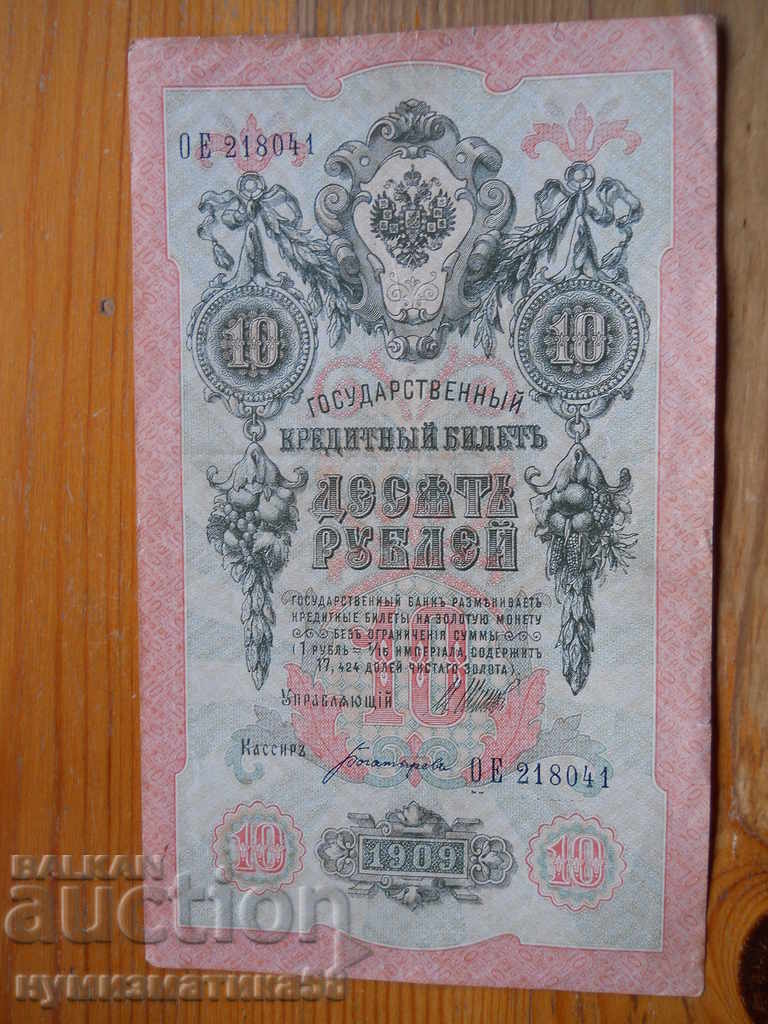 ОЕ 218041
10 10
ГОСУДАРСТВЕННЫЙ
КРЕДИТНЫЙ БИЛЕТЪ
ДЕСЯТЬ
РУБЛЕЙ
ГОСУДАРСТВЕННЫЙ БАНКЪ РАЗМѢНИВАЕТЪ
КРЕДИТНЫЕ БИЛЕТЫ НА ЗОЛОТУЮ МОНЕТУ
БЕЗЪ ОГРАНИЧЕНІЯ СУММЫ
(1 РУБЛЬ = 1/15 ИМПЕРІАЛА, СОДЕРЖИТЪ
17,424 ДОЛЕЙ ЧИСТАГО ЗОЛОТА)
10
УПРАВЛЯЮЩІЙ
Кассиръ Богатыревъ ОЕ 218041
10 1909 10
BALKAN
auction
нумизматика58